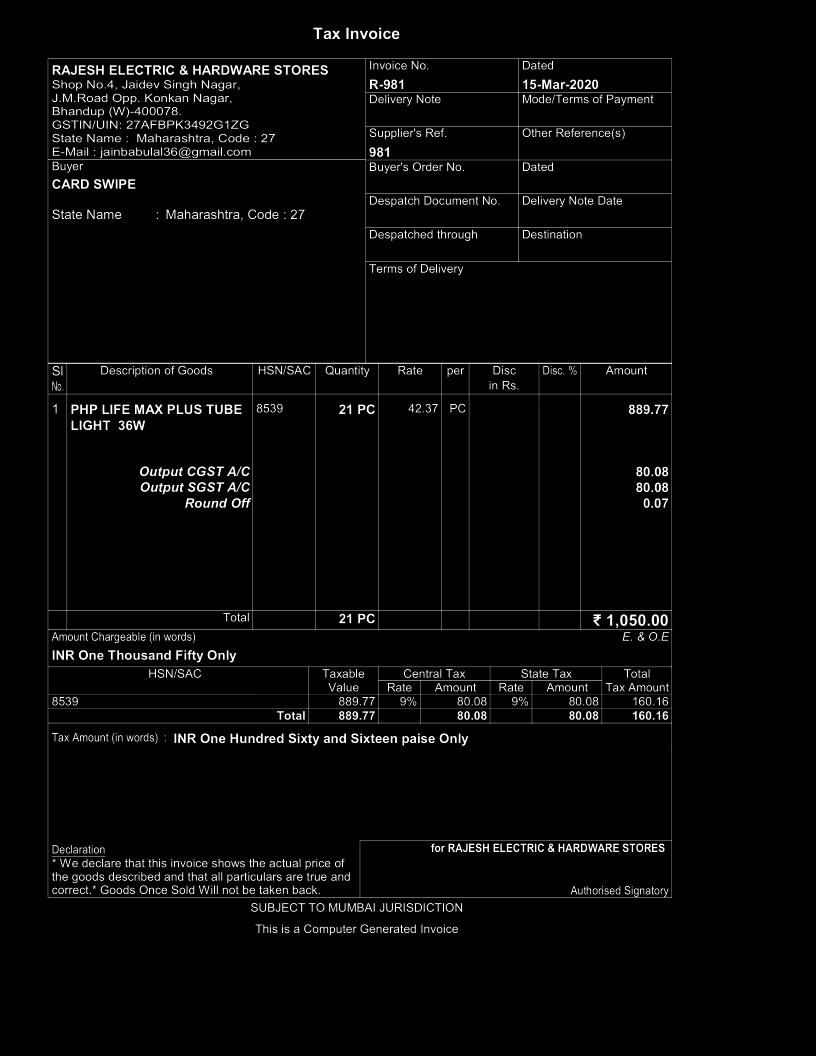 Tax Invoice
RAJESH ELECTRIC & HARDWARE STORES
Shop No.4, Jaidev Singh Nagar,
J.M.Road Opp. Konkan Nagar,
Bhandup (W)-400078.
GSTIN/UIN: 27AFBPK3492G1ZG
State Name : Maharashtra, Code : 27
E-Mail : jainbabulal36@gmail.com
Invoice No. Dated
R-981 15-Mar-2020
Delivery Note Mode/Terms of Payment
Supplier's Ref. Other Reference(s)
981
Buyer
CARD SWIPE
State Name : Maharashtra, Code : 27
Buyer's Order No. Dated
Despatch Document No. Delivery Note Date
Despatched through Destination
Terms of Delivery
Sl Description of Goods HSN/SAC Quantity Rate per Disc Disc. % Amount
No. in Rs.
1 PHP LIFE MAX PLUS TUBE 8539 21 PC 42.37 PC 889.77
LIGHT 36W
Output CGST A/C 80.08
Output SGST A/C 80.08
Round Off 0.07
Total 21 PC ₹ 1,050.00
Amount Chargeable (in words) E. & O.E
INR One Thousand Fifty Only
HSN/SAC Taxable Central Tax State Tax Total
Value Rate Amount Rate Amount Tax Amount
8539 889.77 9% 80.08 9% 80.08 160.16
Total 889.77 80.08 80.08 160.16
Tax Amount (in words) : INR One Hundred Sixty and Sixteen paise Only
Declaration
* We declare that this invoice shows the actual price of
the goods described and that all particulars are true and
correct.* Goods Once Sold Will not be taken back.
for RAJESH ELECTRIC & HARDWARE STORES
Authorised Signatory
SUBJECT TO MUMBAI JURISDICTION
This is a Computer Generated Invoice